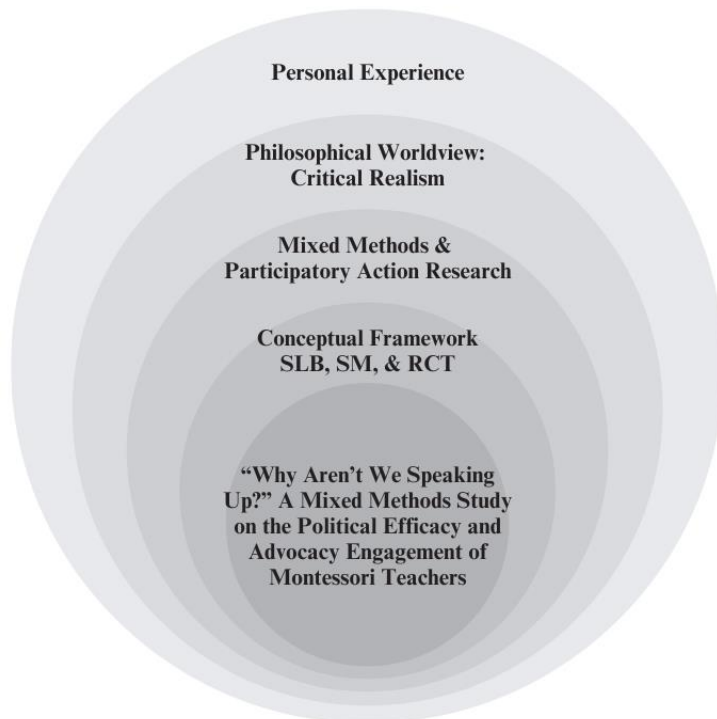 Personal Experience
Philosophical Worldview:
Critical Realism
Mixed Methods &
Participatory Action Research
Conceptual Framework
SLB, SM, & RCT
“Why Aren’t We Speaking
Up?” A Mixed Methods Study
on the Political Efficacy and
Advocacy Engagement of
Montessori Teachers